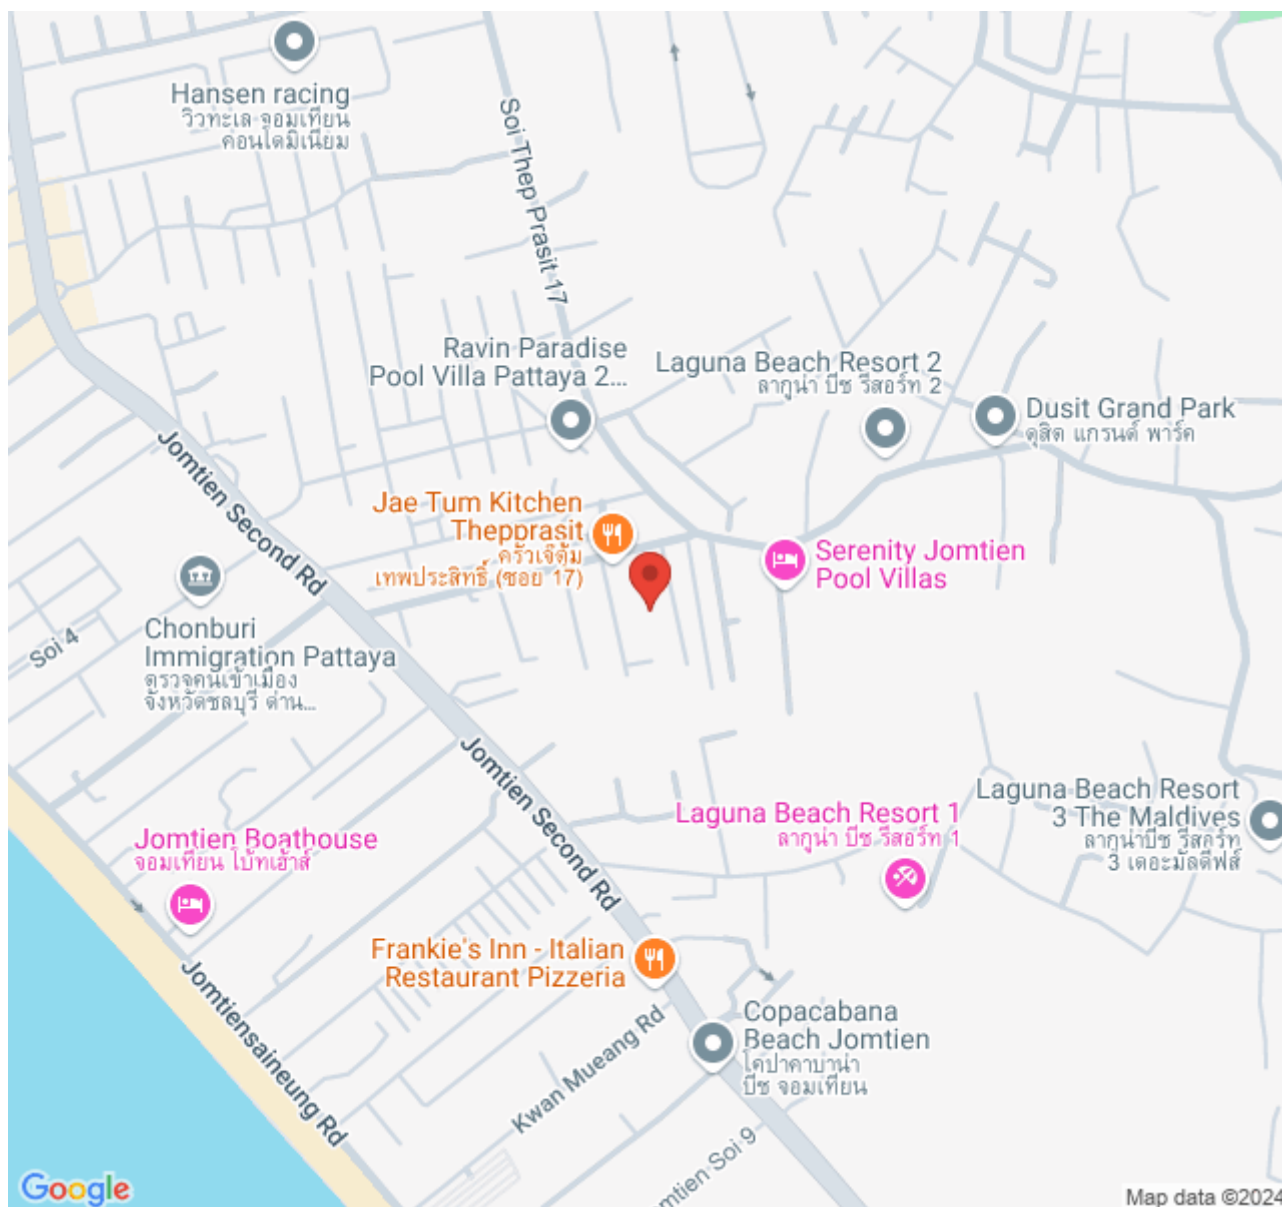 Hansen racing
วิวทะเล จอมเทียน
คอนโดมิเนียม
Soi Thep Prasit 17
Ravin Paradise
Pool Villa Pattaya 2...
Laguna Beach Resort 2
ลากูน่า บีช รีสอร์ท 2
Dusit Grand Park
ดุสิต แกรนด์ พาร์ค
Jomtien Second Rd
Jae Tum Kitchen
Thepprasit
ครัวเจ๊ตุ้ม
เทพประสิทธิ์ (ซอย 17)
Serenity Jomtien
Pool Villas
Soi 4
Chonburi
Immigration Pattaya
ตรวจคนเข้าเมือง
จังหวัดชลบุรี ด่าน...
Jomtien Second Rd
Laguna Beach Resort
3 The Maldives
ลากูน่าบีช รีสอร์ท
3 เดอะมัลดีฟส์
Laguna Beach Resort 1
ลากูน่า บีช รีสอร์ท 1
Jomtien Boathouse
จอมเทียน โบ๊ทเฮ้าส์
Frankie's Inn - Italian
Restaurant Pizzeria
Jomtiensaineung Rd
Kwan Mueang Rd
Copacabana
Beach Jomtien
โคปาคาบาน่า
บีช จอมเทียน
mtien Soi 9
Google
Map data ©2024